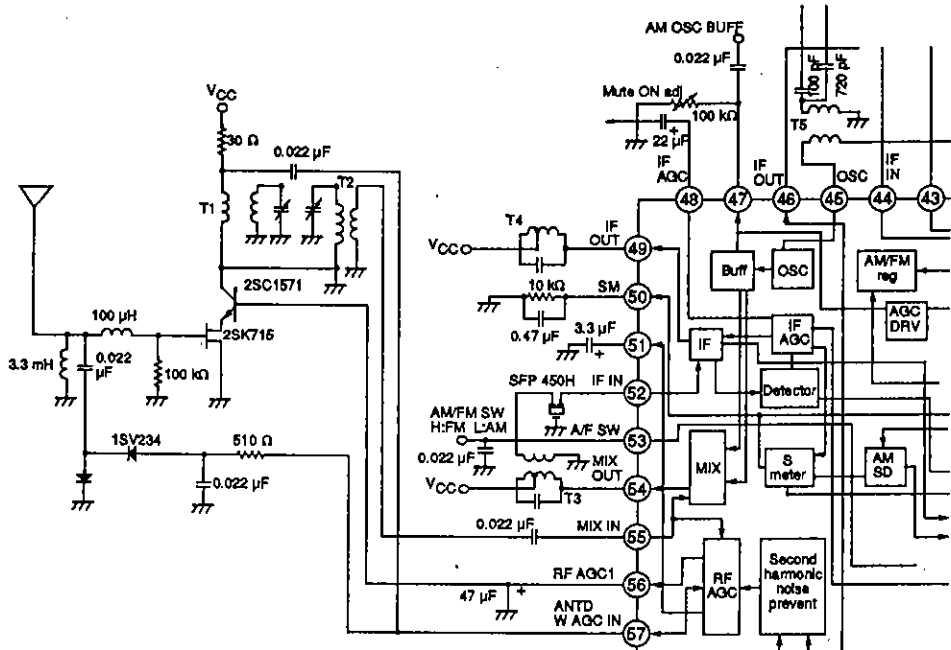 AM OSC BUFF
0.022 µF
100 pF
720 pF
VCC
Mute ON adj
100 kΩ
30 Ω
22 µF
+
T5
0.022 µF
IF
AGC
IF
OUT
OSC
IF
IN
48
47
46
45
44
43
T1
T2
T4
IF
OUT
VCC
49
Buff
OSC
AM/FM
reg
2SC1571
10 kΩ
SM
50
AGC
DRV
100 µH
0.47 µF
3.3 µF
+
51
IF
IF
AGC
2SK715
3.3 mH
0.022
µF
100 kΩ
SFP 450H
IF IN
52
Detector
AM/FM SW
H:FM L:AM
A/F SW
53
1SV234
510 Ω
0.022 µF
MIX
OUT
MIX
S
meter
AM
SD
VCC
54
T3
0.022 µF
0.022 µF
MIX IN
55
RF AGC1
56
RF
AGC
Second
harmonic
noise
prevent
47 µF
+
ANTD
W AGC IN
57